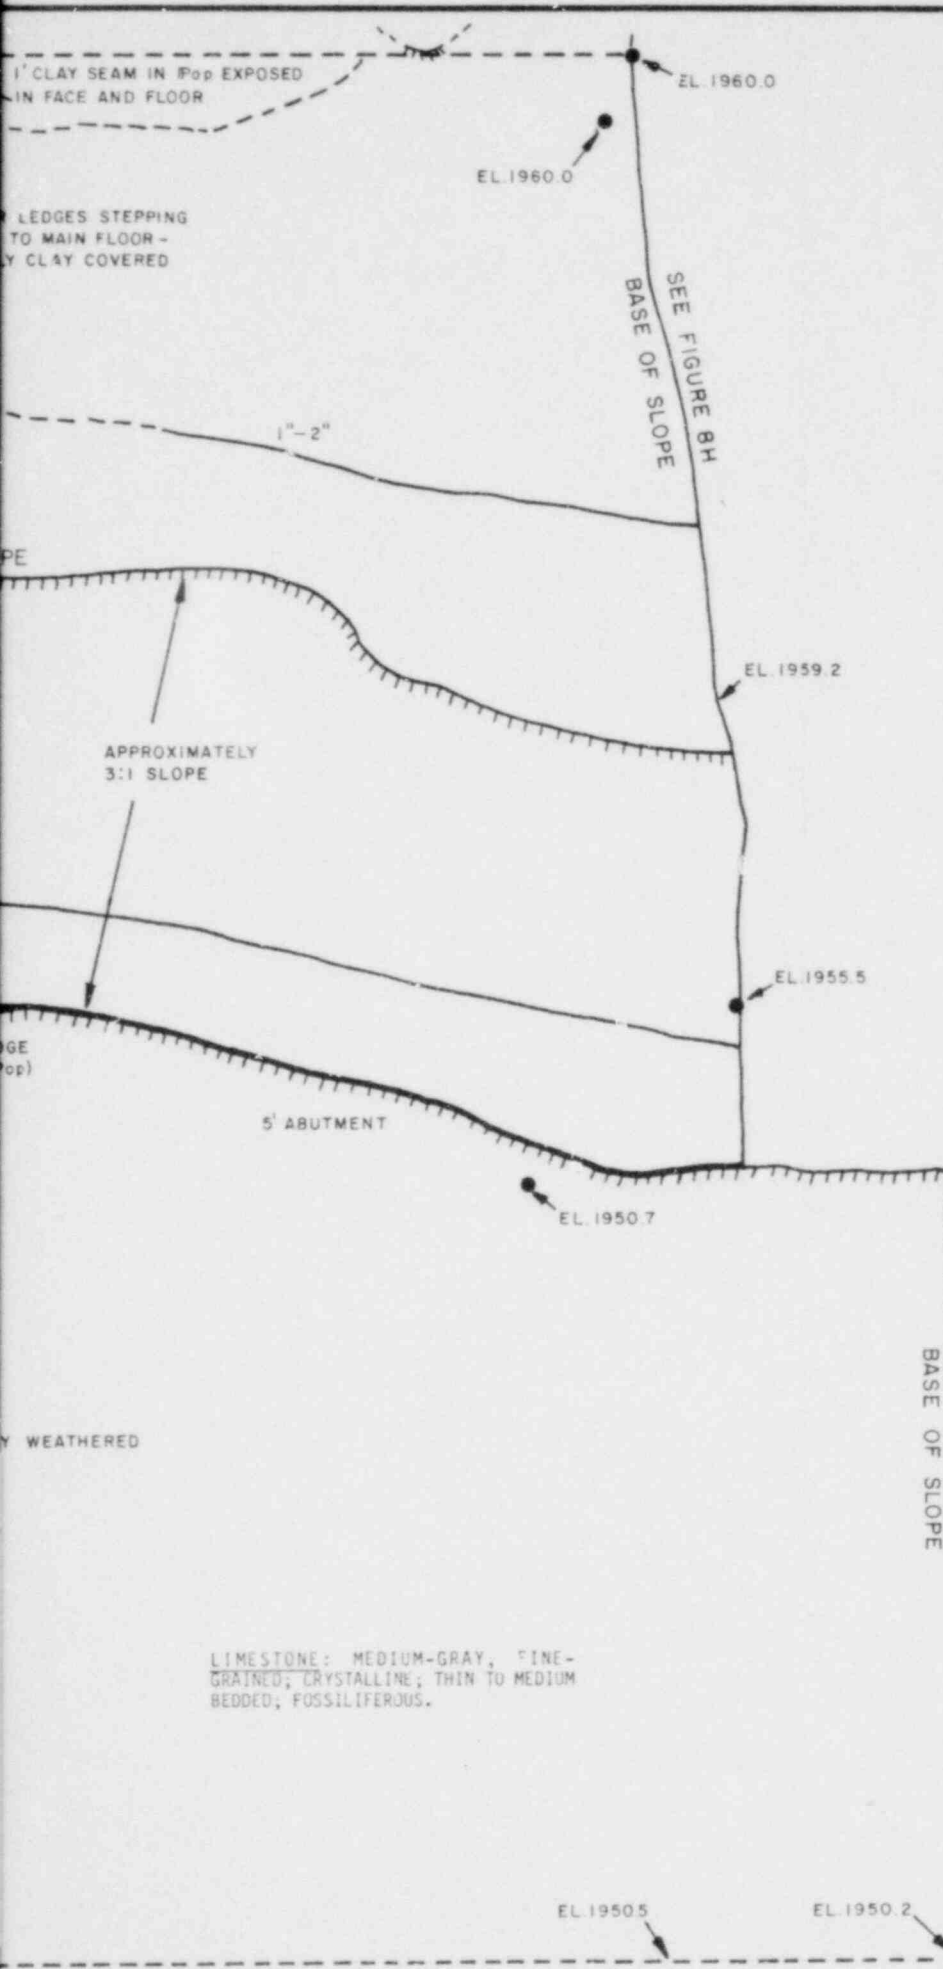 1' CLAY SEAM IN Pop EXPOSED
IN FACE AND FLOOR
EL. 1960.0
EL. 1960.0
LEDGES STEPPING
TO MAIN FLOOR-
Y CLAY COVERED
SEE FIGURE 8H
BASE OF SLOPE
1"-2"
PE
EL. 1959.2
APPROXIMATELY
3:1 SLOPE
EL. 1955.5
GE
Pop)
5' ABUTMENT
EL. 1950.7
BASE OF SLOPE
Y WEATHERED
LIMESTONE: MEDIUM-GRAY, FINE-
GRAINED; CRYSTALLINE; THIN TO MEDIUM
BEDDED; FOSSILIFEROUS.
EL. 1950.5
EL. 1950.2